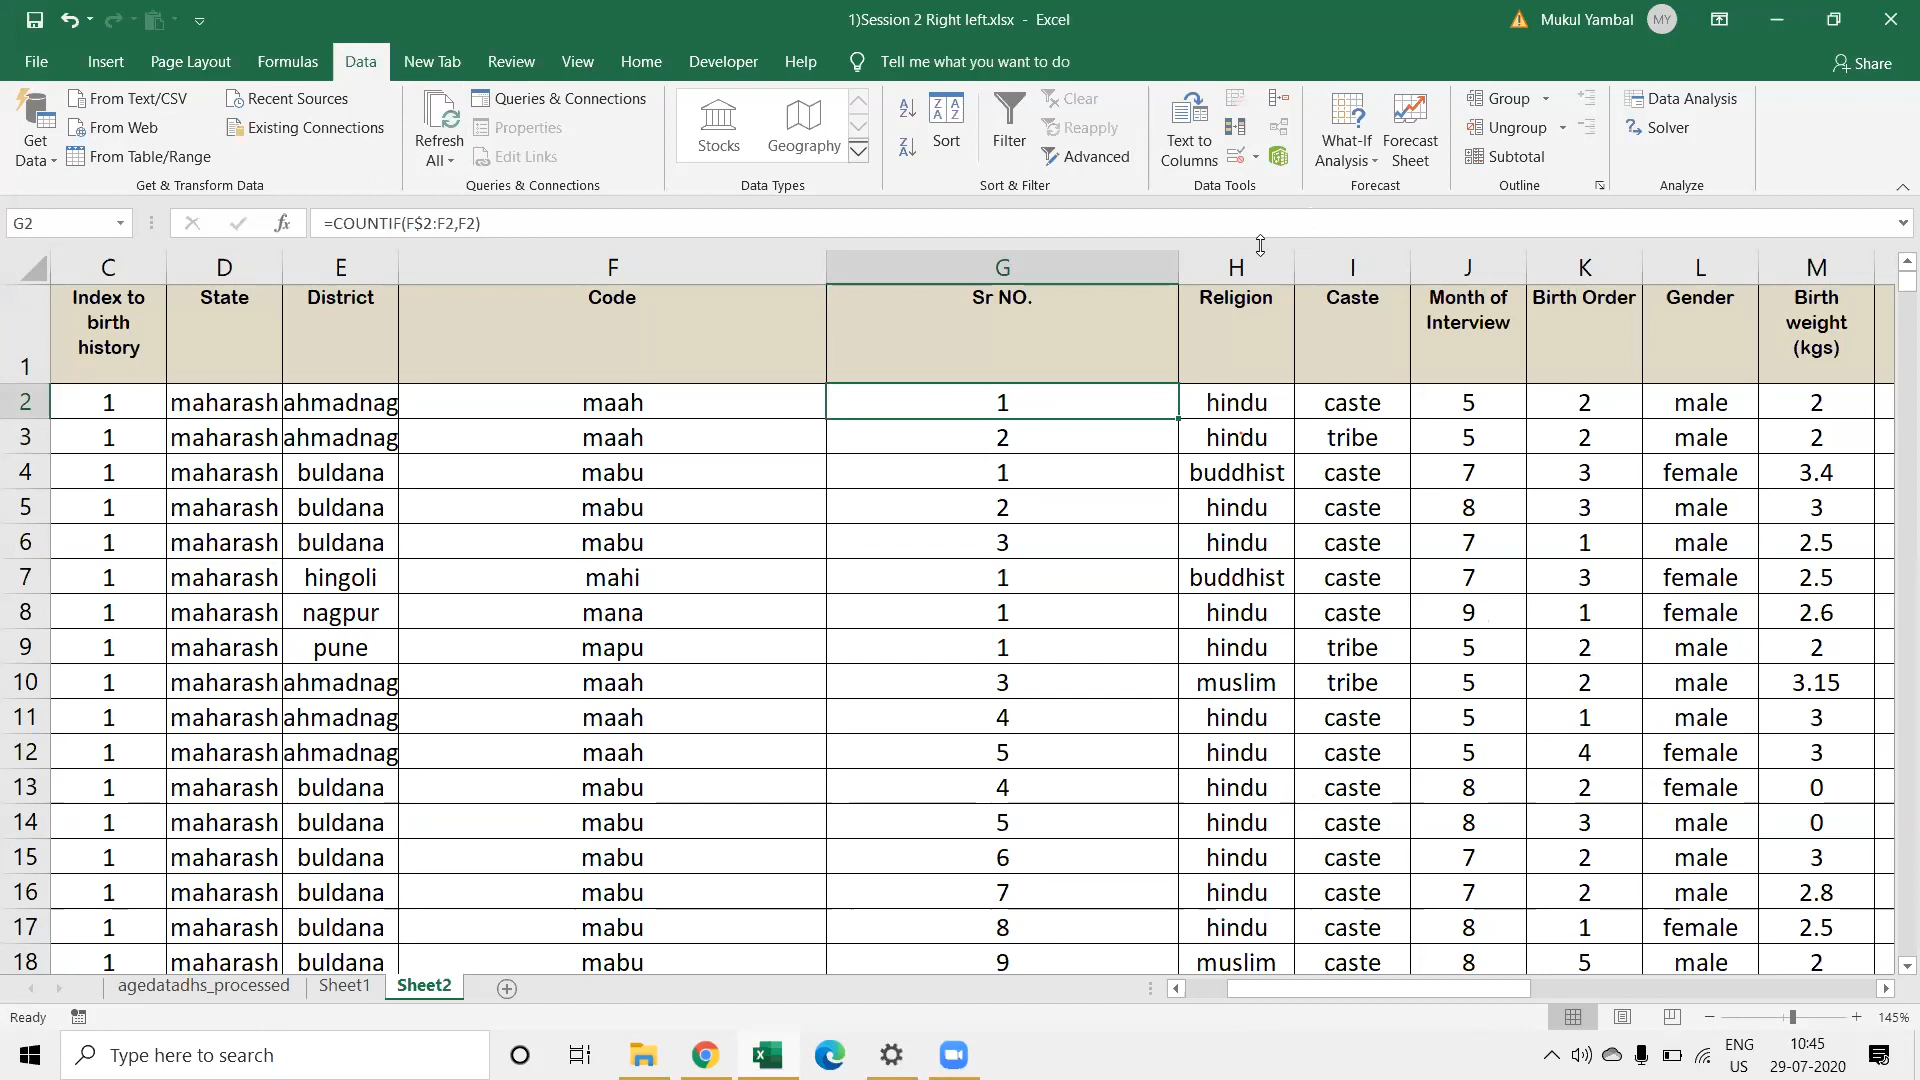 1)Session 2 Right left.xlsx - Excel
Mukul Yambal MY
File Insert Page Layout Formulas Data New Tab Review View Home Developer Help Tell me what you want to do Share
Get Data
From Text/CSV
From Web
From Table/Range
Recent Sources
Existing Connections
Get & Transform Data
Refresh All
Queries & Connections
Properties
Edit Links
Queries & Connections
Stocks Geography
Data Types
Sort
Filter
Clear
Reapply
Advanced
Sort & Filter
Text to Columns
Data Tools
What-If Analysis
Forecast Sheet
Forecast
Group
Ungroup
Subtotal
Outline
Data Analysis
Solver
Analyze
G2 fx =COUNTIF(F$2:F2,F2)
C D E F G H I J K L M
1 Index to birth history State District Code Sr NO. Religion Caste Month of Interview Birth Order Gender Birth weight (kgs)
2 1 maharash ahmadnag maah 1 hindu caste 5 2 male 2
3 1 maharash ahmadnag maah 2 hindu tribe 5 2 male 2
4 1 maharash buldana mabu 1 buddhist caste 7 3 female 3.4
5 1 maharash buldana mabu 2 hindu caste 8 3 male 3
6 1 maharash buldana mabu 3 hindu caste 7 1 male 2.5
7 1 maharash hingoli mahi 1 buddhist caste 7 3 female 2.5
8 1 maharash nagpur mana 1 hindu caste 9 1 female 2.6
9 1 maharash pune mapu 1 hindu tribe 5 2 male 2
10 1 maharash ahmadnag maah 3 muslim tribe 5 2 male 3.15
11 1 maharash ahmadnag maah 4 hindu caste 5 1 male 3
12 1 maharash ahmadnag maah 5 hindu caste 5 4 female 3
13 1 maharash buldana mabu 4 hindu caste 8 2 female 0
14 1 maharash buldana mabu 5 hindu caste 8 3 male 0
15 1 maharash buldana mabu 6 hindu caste 7 2 male 3
16 1 maharash buldana mabu 7 hindu caste 7 2 male 2.8
17 1 maharash buldana mabu 8 hindu caste 8 1 female 2.5
18 1 maharash buldana mabu 9 muslim caste 8 5 male 2
agedatadhs_processed Sheet1 Sheet2
Ready 145%
Type here to search
ENG US
10:45
29-07-2020